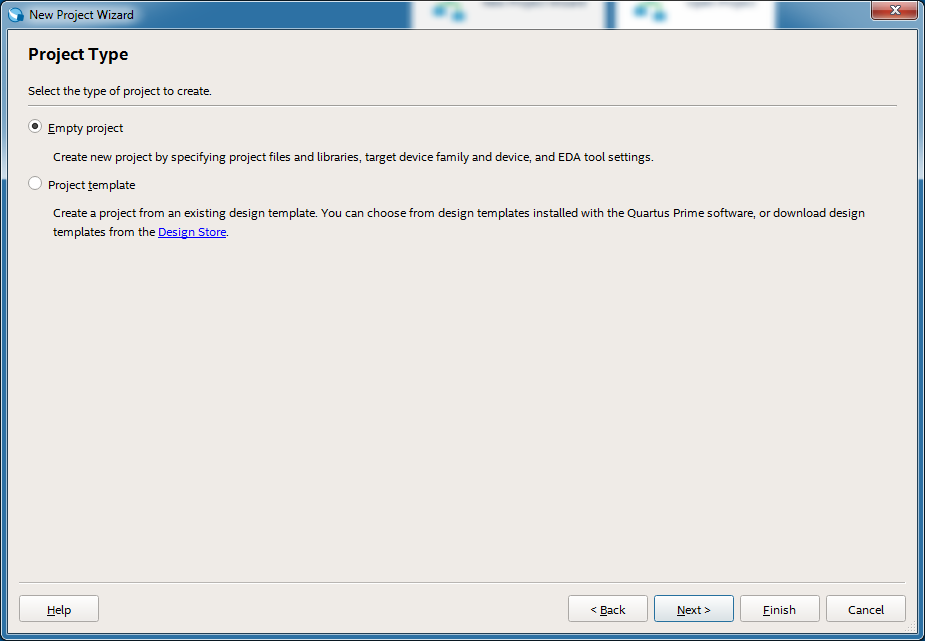 New Project Wizard
Project Type
Select the type of project to create.
Empty project
Create new project by specifying project files and libraries, target device family and device, and EDA tool settings.
Project template
Create a project from an existing design template. You can choose from design templates installed with the Quartus Prime software, or download design
templates from the Design Store.
Help
< Back
Next >
Finish
Cancel